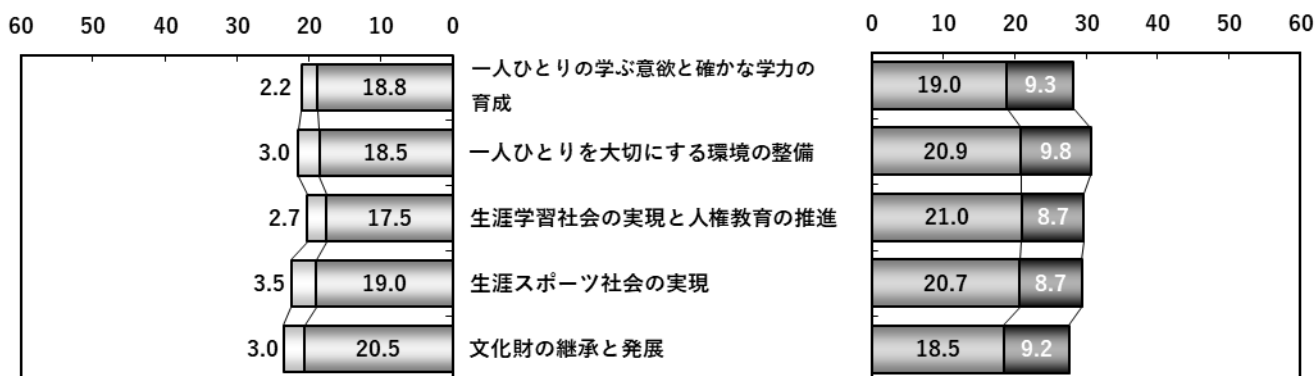 60 50 40 30 20 10 0
0 10 20 30 40 50 60
2.2 18.8 一人ひとりの学ぶ意欲と確かな学力の
育成 19.0 9.3
3.0 18.5 一人ひとりを大切にする環境の整備 20.9 9.8
2.7 17.5 生涯学習社会の実現と人権教育の推進 21.0 8.7
3.5 19.0 生涯スポーツ社会の実現 20.7 8.7
3.0 20.5 文化財の継承と発展 18.5 9.2